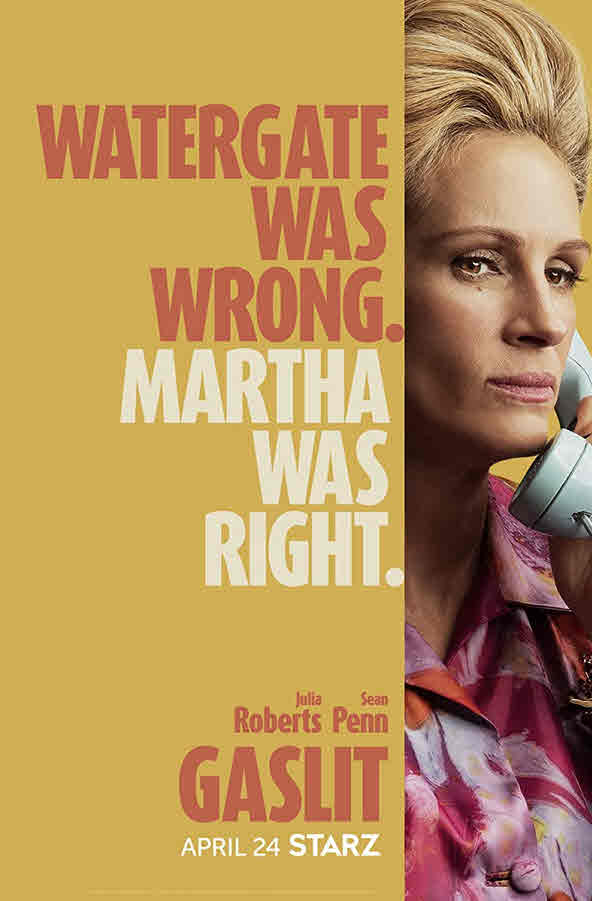 WATERGATE
WAS
WRONG.
MARTHA
WAS
RIGHT.
Julia Sean
Roberts Penn
GASLIT
APRIL 24 STARZ